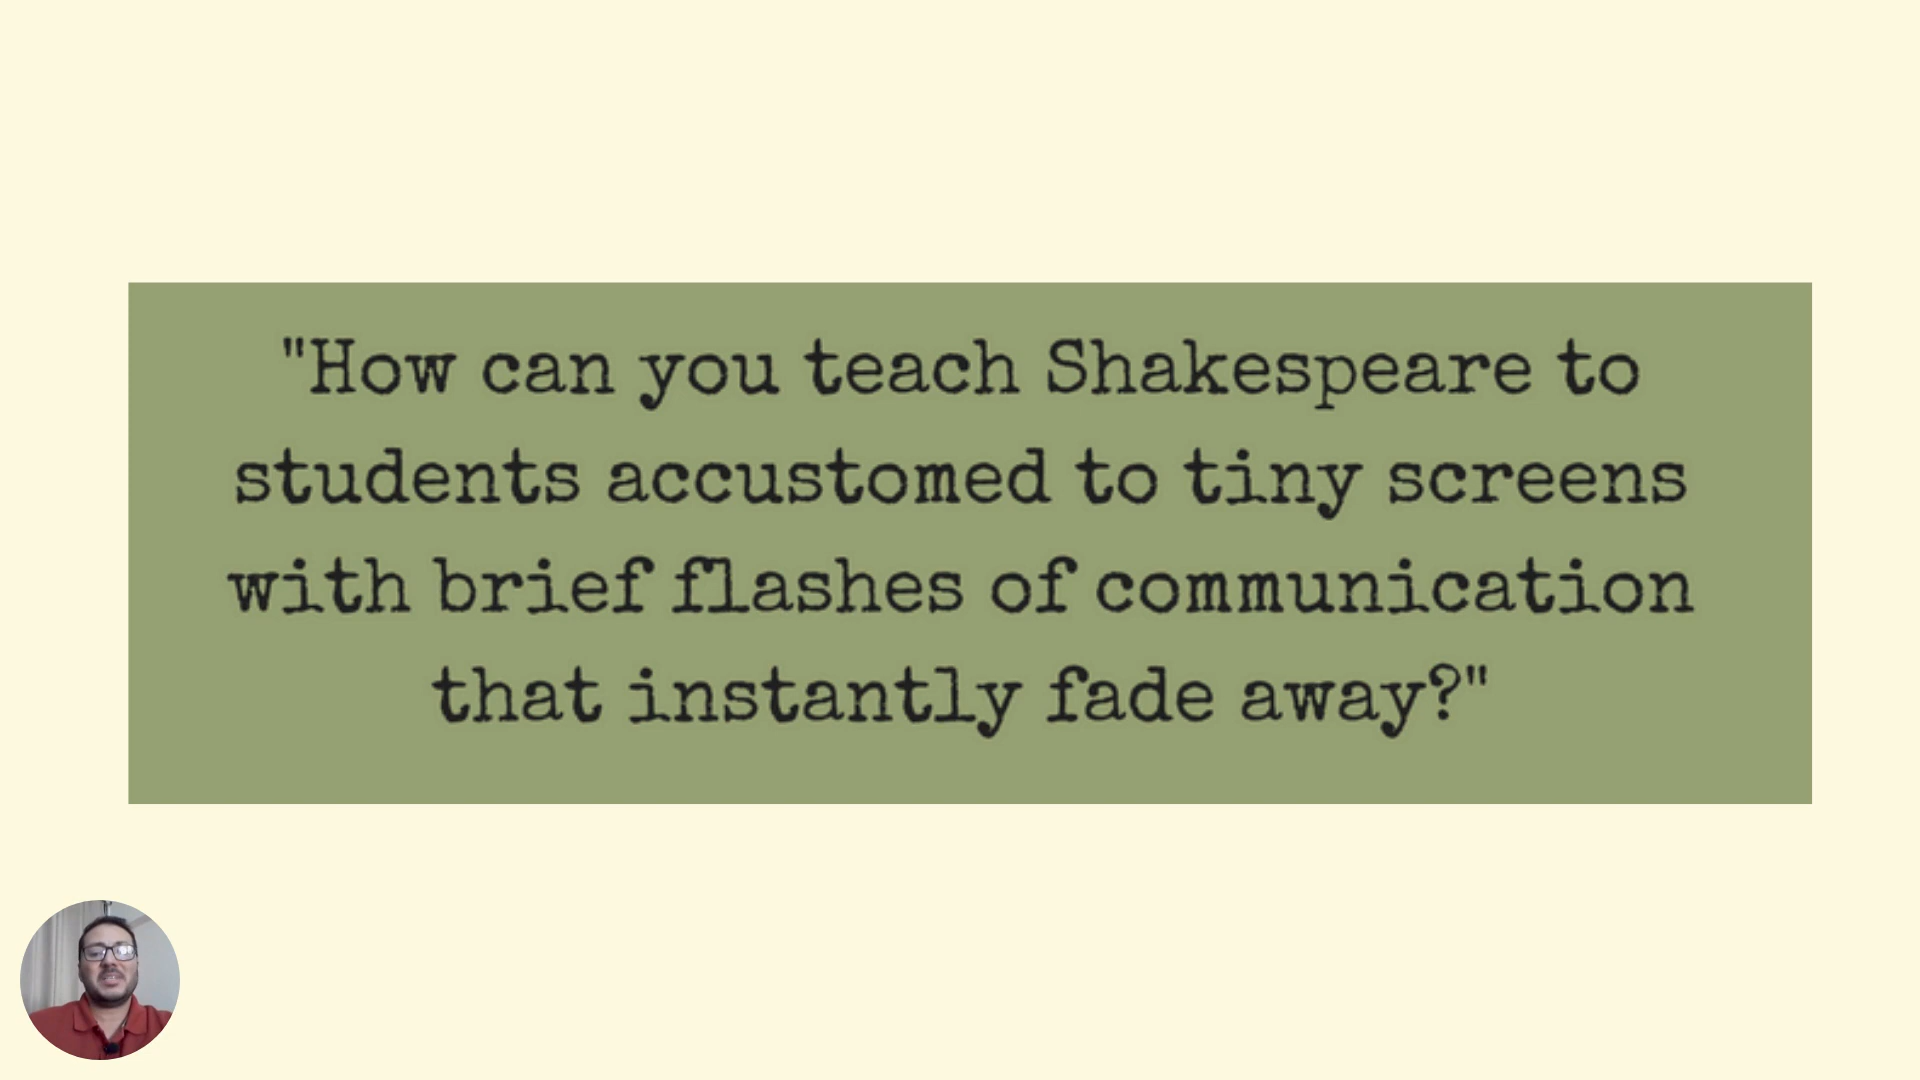 "How can you teach Shakespeare to
students accustomed to tiny screens
with brief flashes of communication
that instantly fade away?"